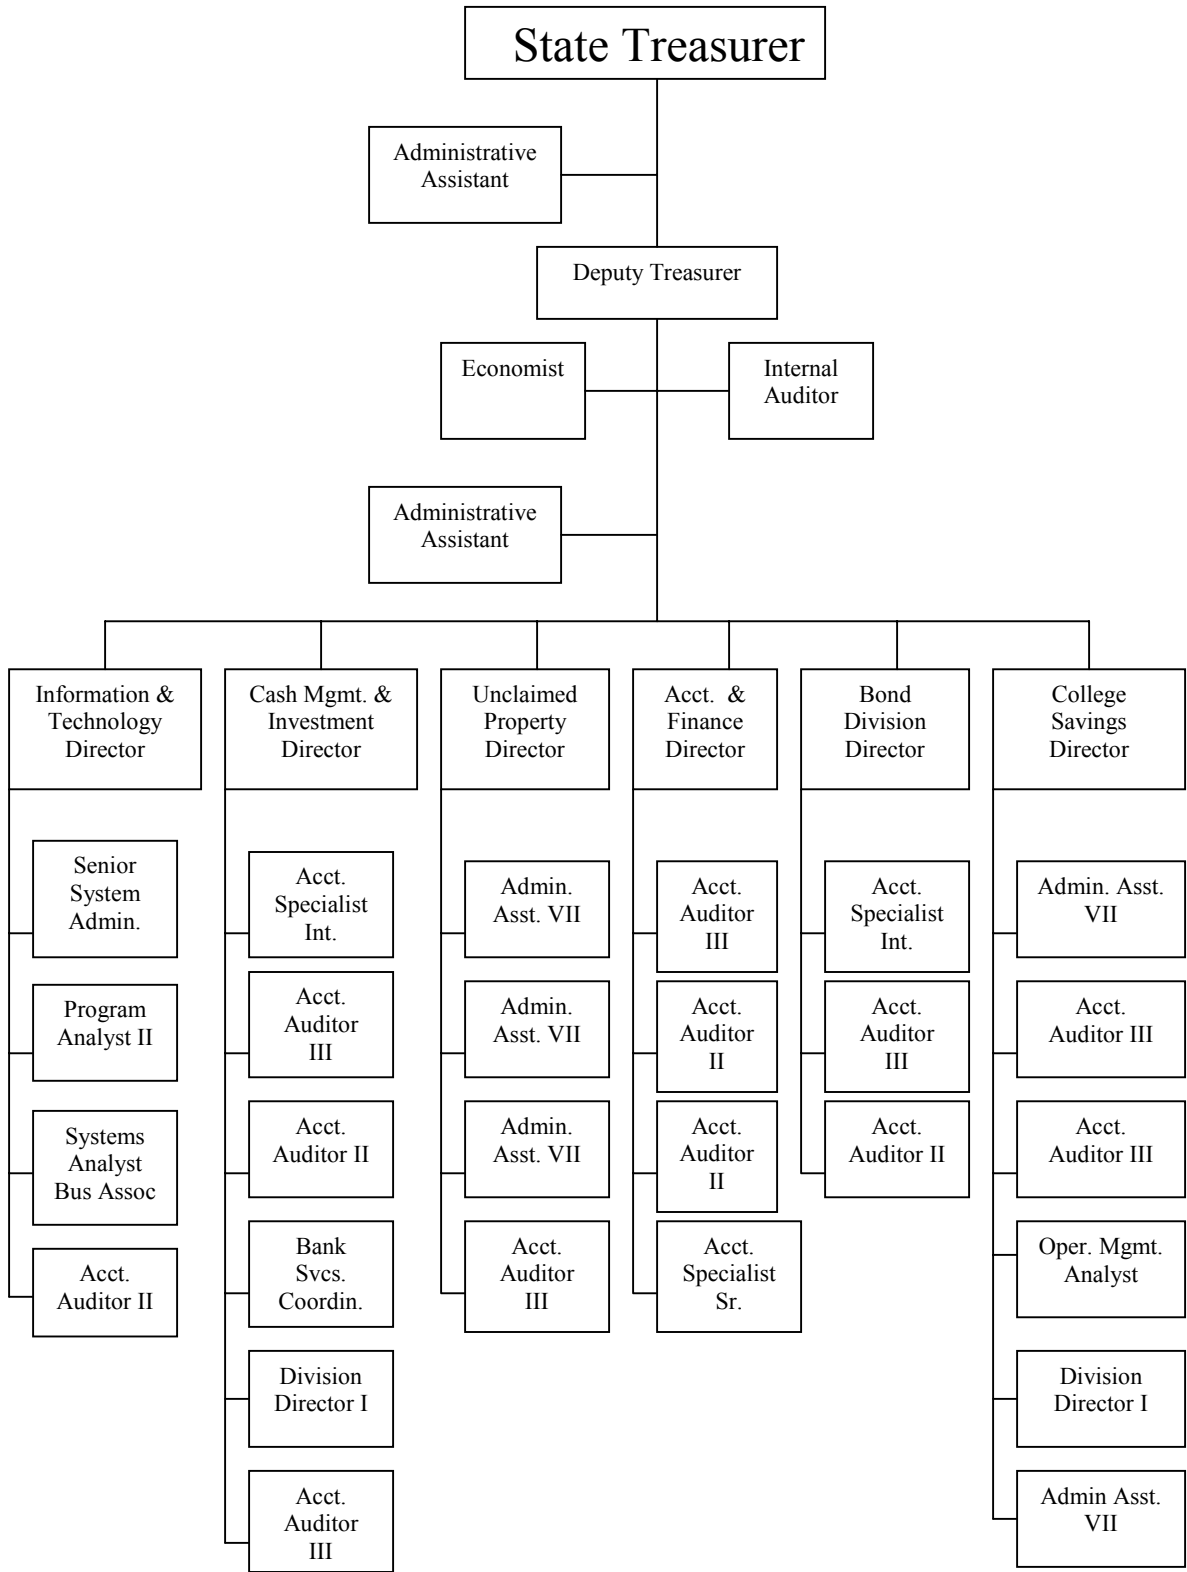 State Treasurer
Administrative
Assistant
Deputy Treasurer
Economist
Internal
Auditor
Administrative
Assistant
Information &
Technology
Director
Cash Mgmt. &
Investment
Director
Unclaimed
Property
Director
Acct.  &
Finance
Director
Bond
Division
Director
College
Savings
Director
Senior
System
Admin.
Program
Analyst II
Systems
Analyst
Bus Assoc
Acct.
Auditor II
Acct.
Specialist
Int.
Acct.
Auditor
III
Acct.
Auditor II
Bank
Svcs.
Coordin.
Division
Director I
Acct.
Auditor
III
Admin.
Asst. VII
Admin.
Asst. VII
Admin.
Asst. VII
Acct.
Auditor
III
Acct.
Auditor
III
Acct.
Auditor
II
Acct.
Auditor
II
Acct.
Specialist
Sr.
Acct.
Specialist
Int.
Acct.
Auditor
III
Acct.
Auditor II
Admin. Asst.
VII
Acct.
Auditor III
Acct.
Auditor III
Oper. Mgmt.
Analyst
Division
Director I
Admin Asst.
VII